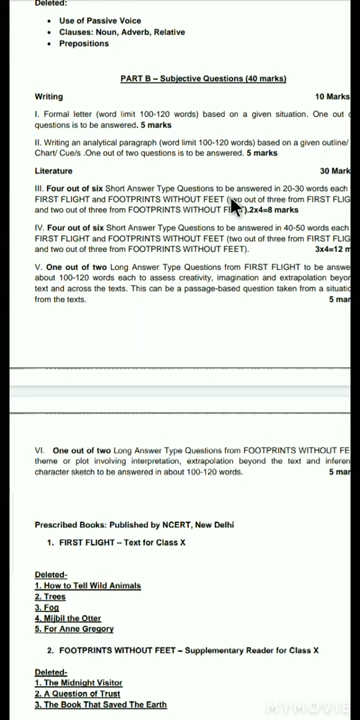 Deleted:
• Use of Passive Voice
• Clauses: Noun, Adverb, Relative
• Prepositions
PART B – Subjective Questions (40 marks)
Writing 10 Marks
I. Formal letter (word limit 100-120 words) based on a given situation. One out
questions is to be answered. 5 marks
II. Writing an analytical paragraph (word limit 100-120 words) based on a given outline/
Chart/ Cue/s .One out of two questions is to be answered. 5 marks
Literature 30 Mark
III. Four out of six Short Answer Type Questions to be answered in 20-30 words each
FIRST FLIGHT and FOOTPRINTS WITHOUT FEET out of three from FIRST FLIG
and two out of three from FOOTPRINTS WITHOUT .2x4=8 marks
IV. Four out of six Short Answer Type Questions to be answered in 40-50 words each
FIRST FLIGHT and FOOTPRINTS WITHOUT FEET (two out of three from FIRST FLIG
and two out of three from FOOTPRINTS WITHOUT FEET). 3x4=12 m
V. One out of two Long Answer Type Questions from FIRST FLIGHT to be answe
about 100-120 words each to assess creativity, imagination and extrapolation beyor
text and across the texts. This can be a passage-based question taken from a situatio
from the texts. 5 mar
VI. One out of two Long Answer Type Questions from FOOTPRINTS WITHOUT FE
theme or plot involving interpretation, extrapolation beyond the text and inferen
character sketch to be answered in about 100-120 words. 5 mar
Prescribed Books: Published by NCERT, New Delhi
1. FIRST FLIGHT – Text for Class X
Deleted-
1. How to Tell Wild Animals
2. Trees
3. Fog
4. Mijbil the Otter
5. For Anne Gregory
2. FOOTPRINTS WITHOUT FEET – Supplementary Reader for Class X
Deleted-
1. The Midnight Visitor
2. A Question of Trust
3. The Book That Saved The Earth
MYMOVIE